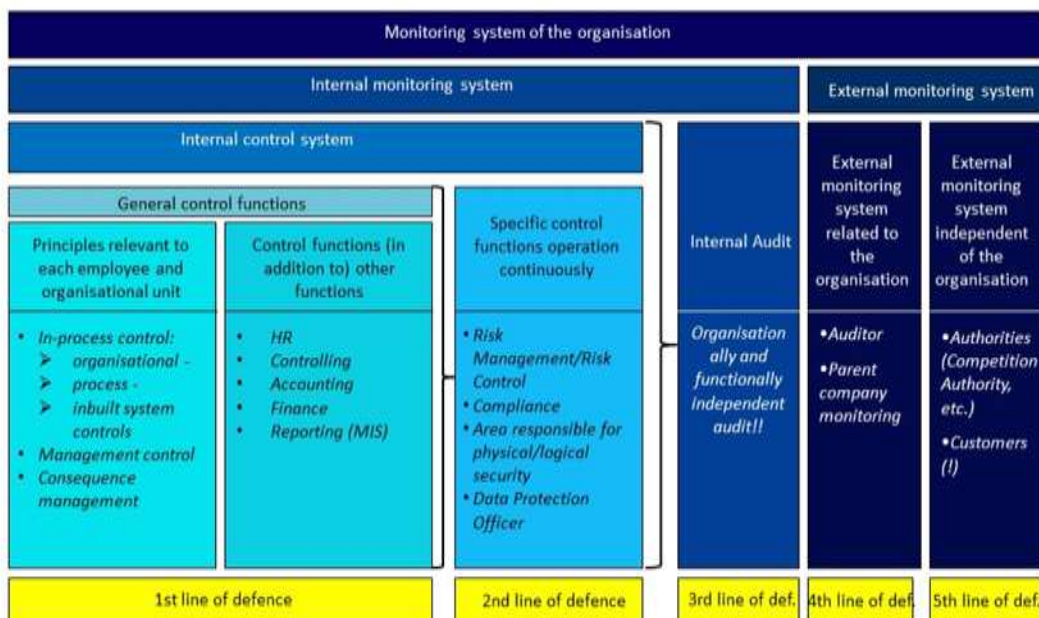 Monitoring system of the organisation
Internal monitoring system
External monitoring system
Internal control system
General control functions
Principles relevant to
each employee and
organisational unit
Control functions (in
addition to) other
functions
Specific control
functions operation
continuously
Internal Audit
External
monitoring
system
related to
the
organisation
External
monitoring
system
independent
of the
organisation
• In-process control:
➢ organisational -
➢ process -
➢ inbuilt system
controls
• Management control
• Consequence
management
• HR
• Controlling
• Accounting
• Finance
• Reporting (MIS)
• Risk
Management/Risk
Control
• Compliance
• Area responsible for
physical/logical
security
• Data Protection
Officer
Organisation
ally and
functionally
independent
audit!!
•Auditor
•Parent
company
monitoring
•Authorities
(Competition
Authority,
etc.)
•Customers
(!)
1st line of defence
2nd line of defence
3rd line of def.
4th line of def.
5th line of def.